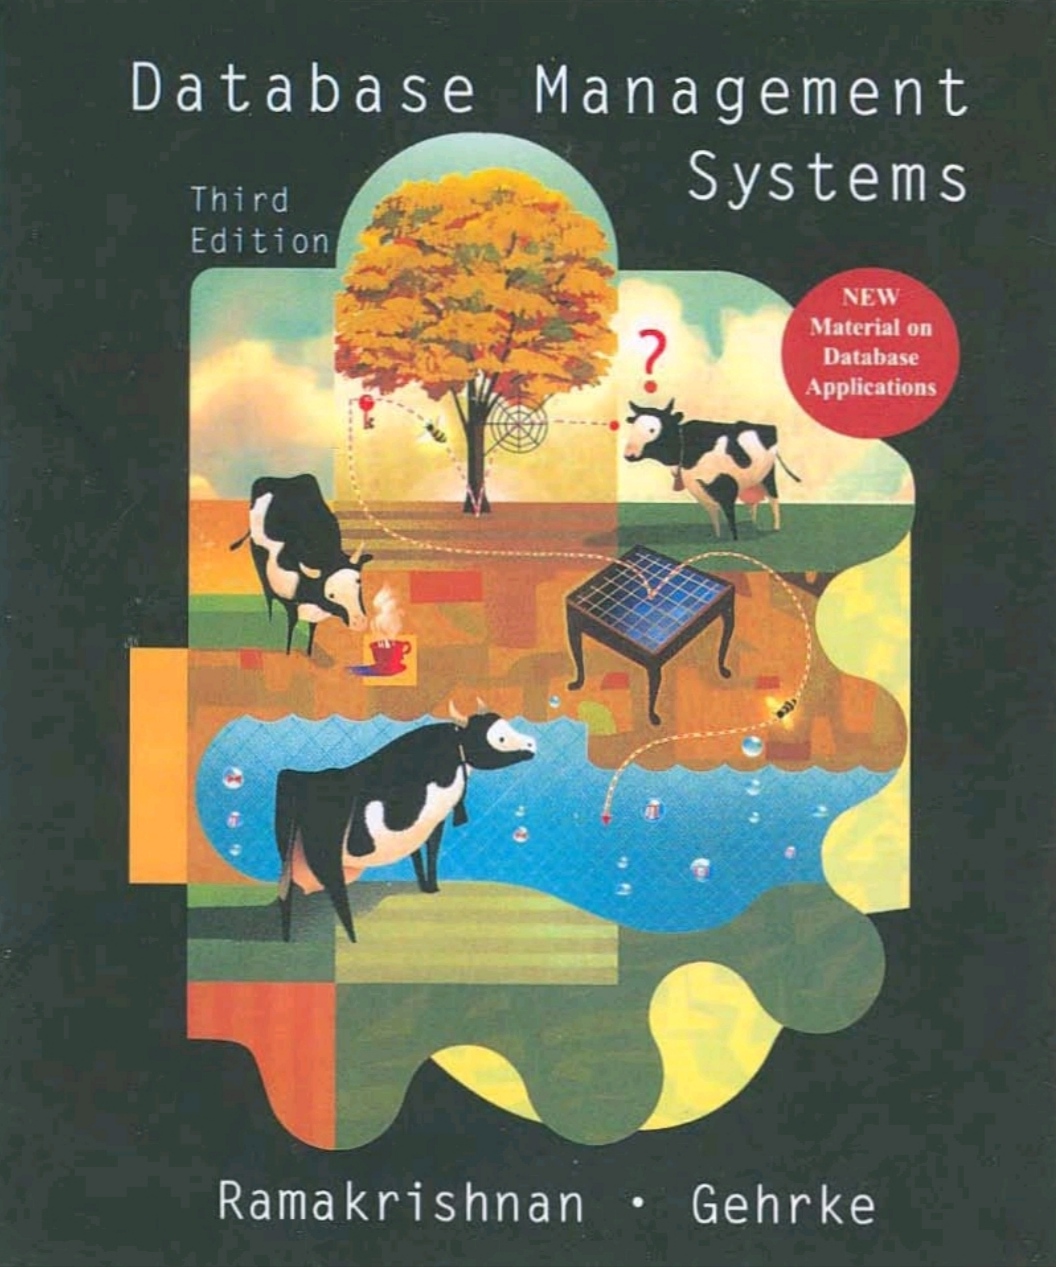 Database Management
Systems
Third
Edition
NEW
Material on
Database
Applications
?
k
Ramakrishnan • Gehrke